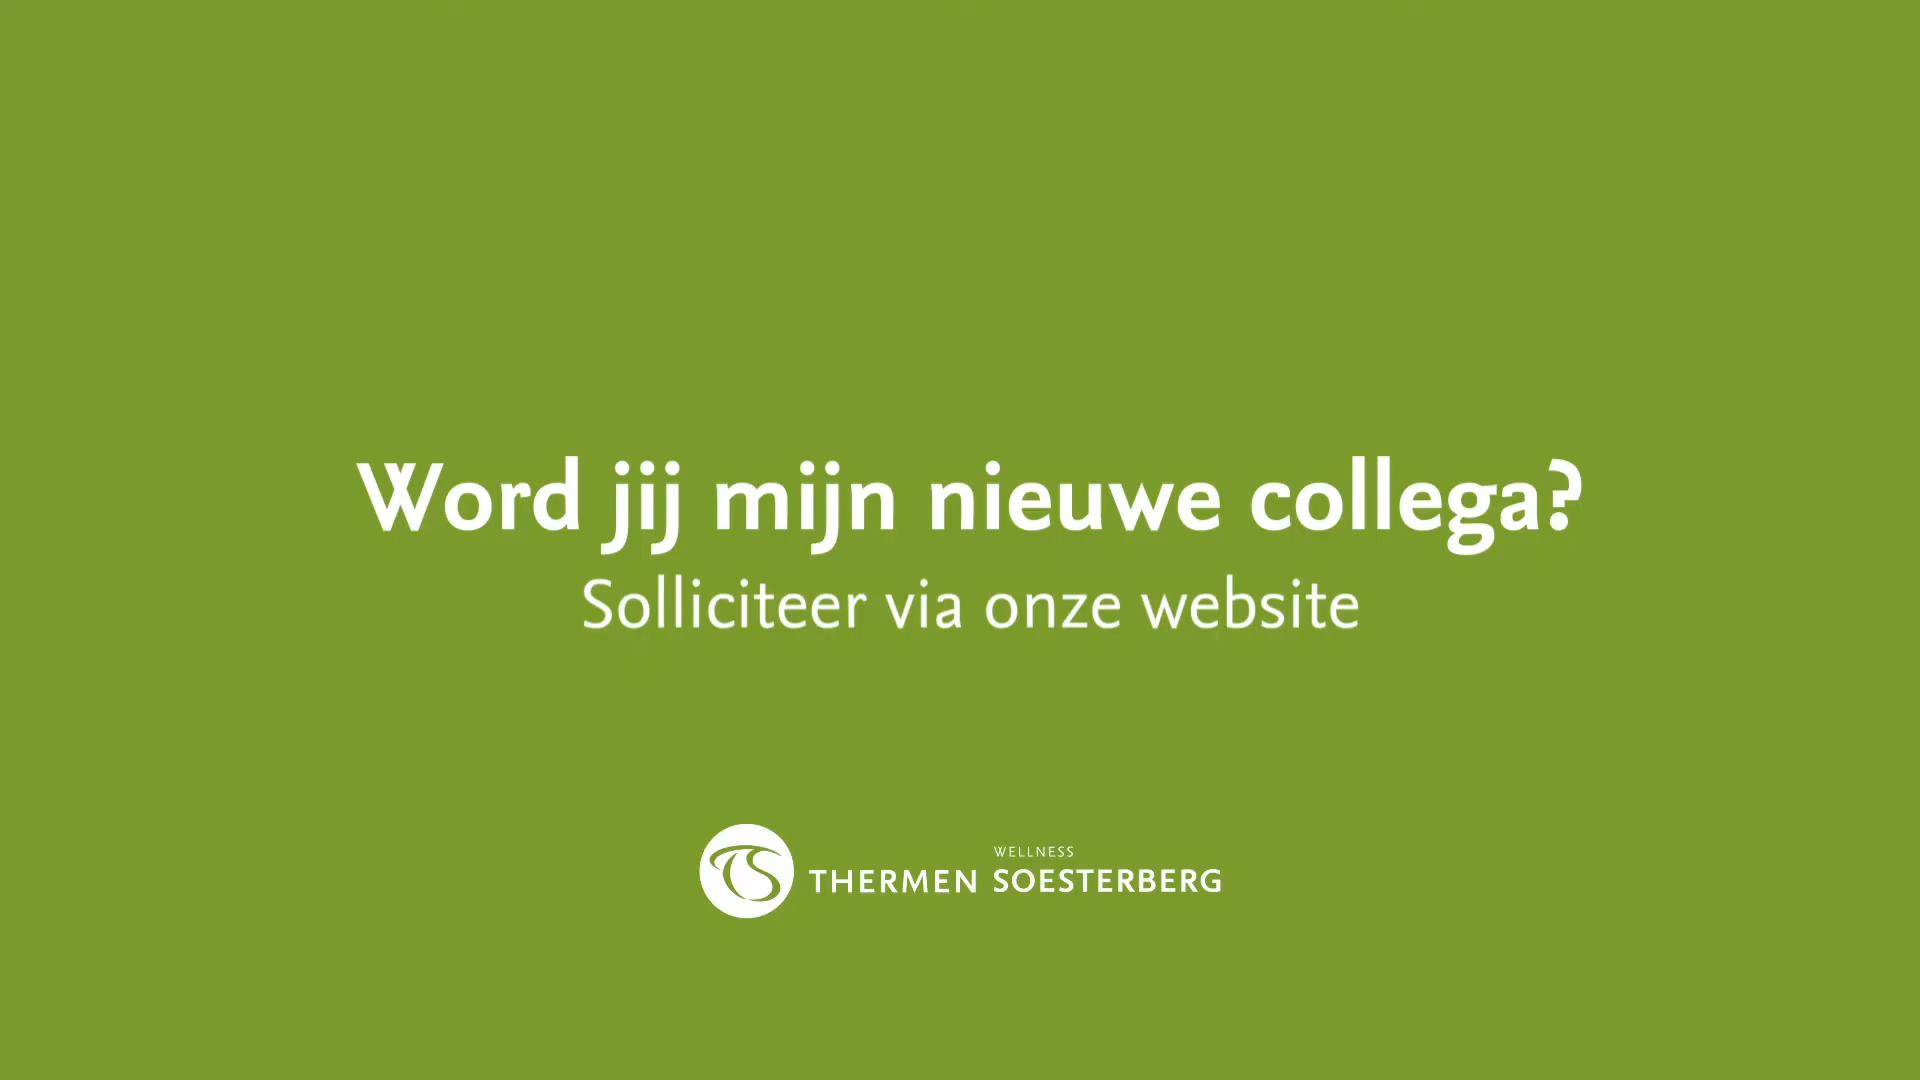 Word jij mijn nieuwe collega?
Solliciteer via onze website
WELLNESS
THERMEN SOESTERBERG